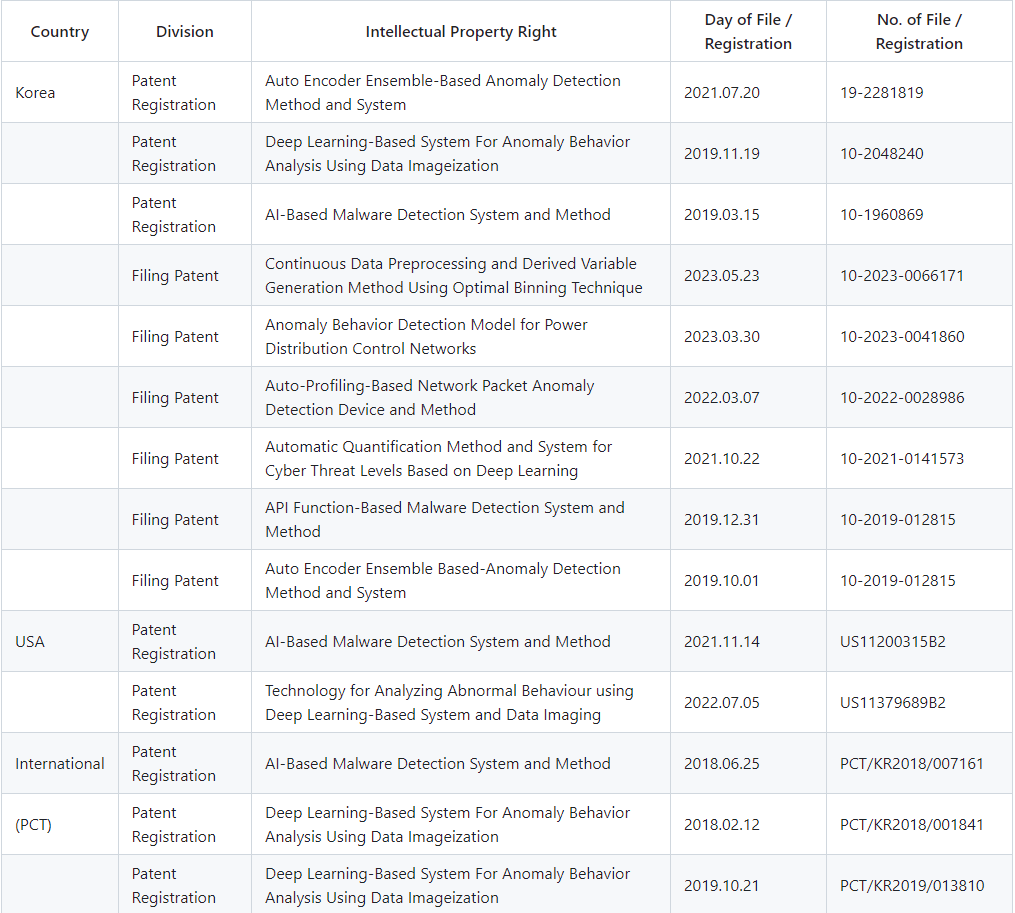 Country Division Intellectual Property Right Day of File / Registration No. of File / Registration
Korea Patent Registration Auto Encoder Ensemble-Based Anomaly Detection Method and System 2021.07.20 19-2281819
Patent Registration Deep Learning-Based System For Anomaly Behavior Analysis Using Data Imageization 2019.11.19 10-2048240
Patent Registration AI-Based Malware Detection System and Method 2019.03.15 10-1960869
Filing Patent Continuous Data Preprocessing and Derived Variable Generation Method Using Optimal Binning Technique 2023.05.23 10-2023-0066171
Filing Patent Anomaly Behavior Detection Model for Power Distribution Control Networks 2023.03.30 10-2023-0041860
Filing Patent Auto-Profiling-Based Network Packet Anomaly Detection Device and Method 2022.03.07 10-2022-0028986
Filing Patent Automatic Quantification Method and System for Cyber Threat Levels Based on Deep Learning 2021.10.22 10-2021-0141573
Filing Patent API Function-Based Malware Detection System and Method 2019.12.31 10-2019-012815
Filing Patent Auto Encoder Ensemble Based-Anomaly Detection Method and System 2019.10.01 10-2019-012815
USA Patent Registration AI-Based Malware Detection System and Method 2021.11.14 US11200315B2
Patent Registration Technology for Analyzing Abnormal Behaviour using Deep Learning-Based System and Data Imaging 2022.07.05 US11379689B2
International Patent Registration AI-Based Malware Detection System and Method 2018.06.25 PCT/KR2018/007161
(PCT) Patent Registration Deep Learning-Based System For Anomaly Behavior Analysis Using Data Imageization 2018.02.12 PCT/KR2018/001841
Patent Registration Deep Learning-Based System For Anomaly Behavior Analysis Using Data Imageization 2019.10.21 PCT/KR2019/013810